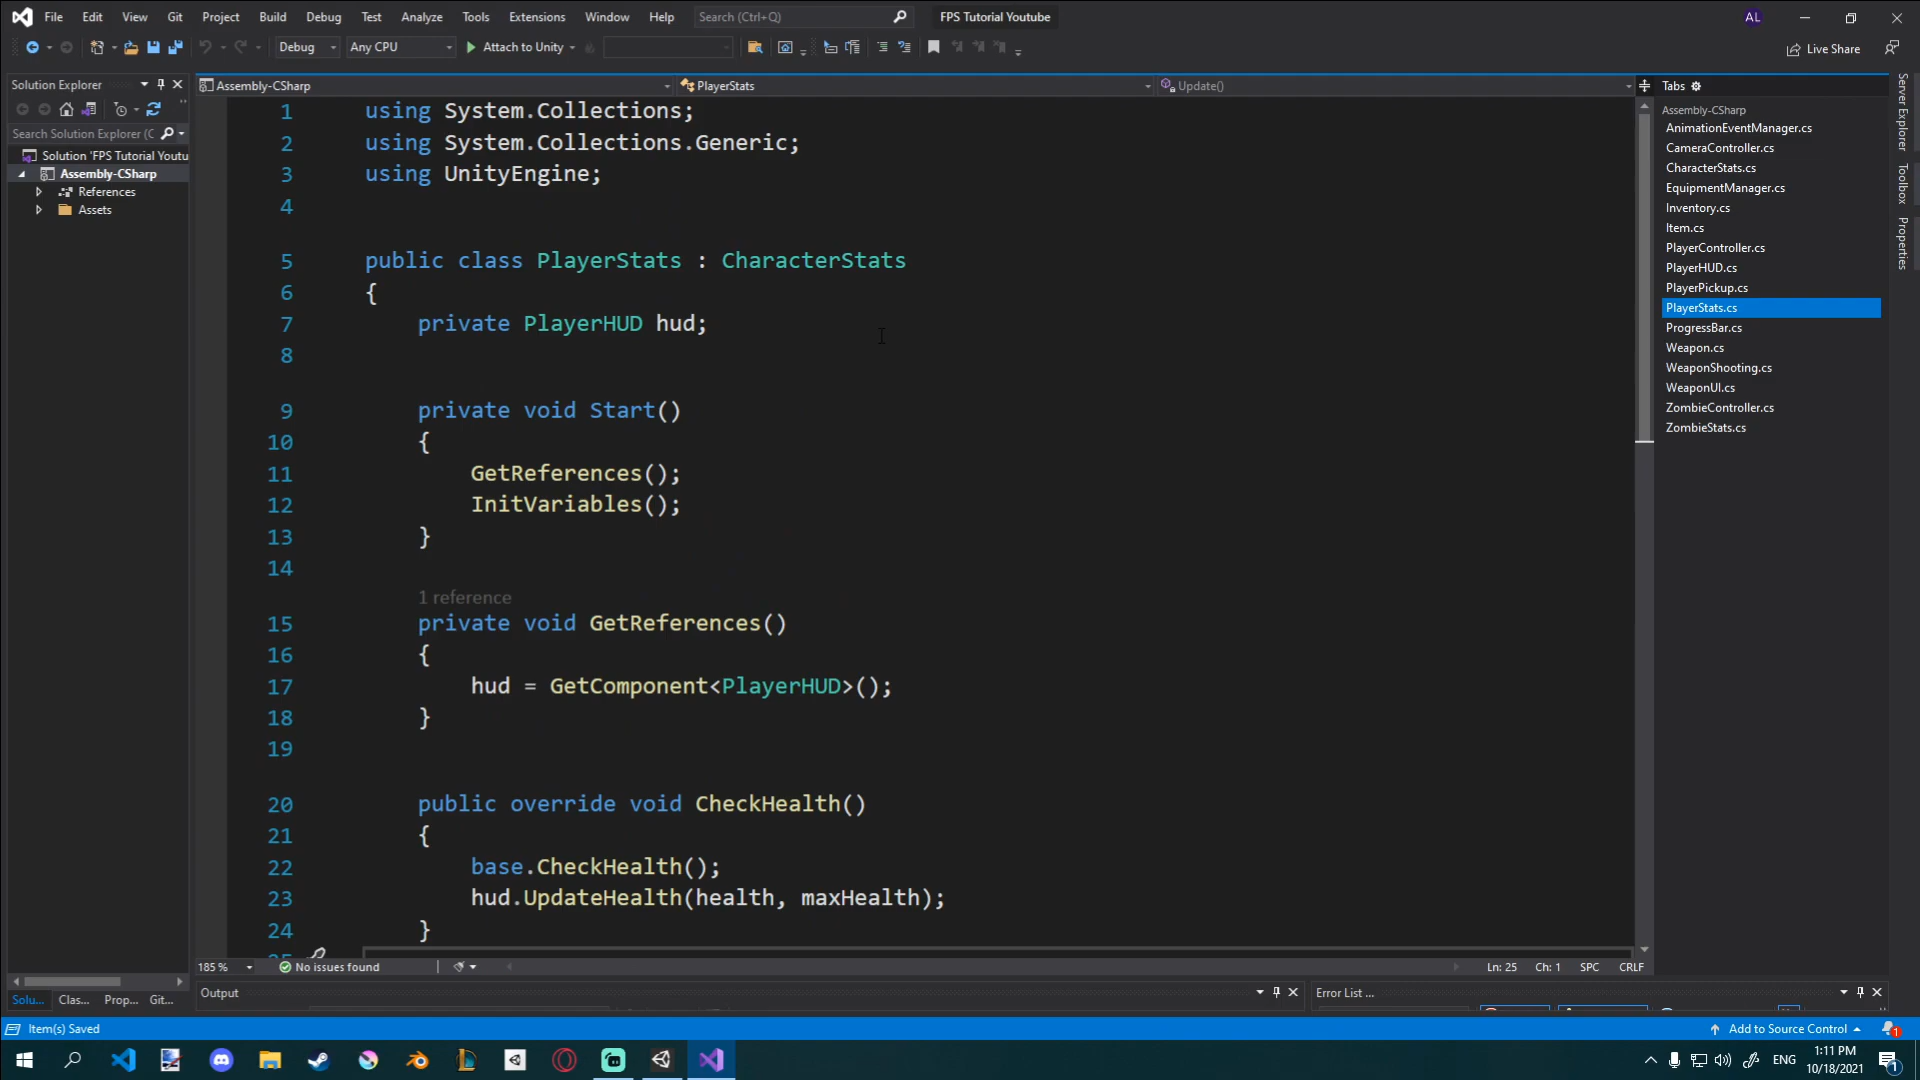 File Edit View Git Project Build Debug Test Analyze Tools Extensions Window Help Search (Ctrl+Q) FPS Tutorial Youtube AL
Debug Any CPU Attach to Unity Live Share
Solution Explorer
Search Solution Explorer (C
Solution 'FPS Tutorial Youtu
Assembly-CSharp
References
Assets
Assembly-CSharp PlayerStats Update()
1 using System.Collections;
2 using System.Collections.Generic;
3 using UnityEngine;
4
5 public class PlayerStats : CharacterStats
6 {
7 private PlayerHUD hud;
8
9 private void Start()
10 {
11 GetReferences();
12 InitVariables();
13 }
14
1 reference
15 private void GetReferences()
16 {
17 hud = GetComponent<PlayerHUD>();
18 }
19
20 public override void CheckHealth()
21 {
22 base.CheckHealth();
23 hud.UpdateHealth(health, maxHealth);
24 }
Tabs
Assembly-CSharp
AnimationEventManager.cs
CameraController.cs
CharacterStats.cs
EquipmentManager.cs
Inventory.cs
Item.cs
PlayerController.cs
PlayerHUD.cs
PlayerPickup.cs
PlayerStats.cs
ProgressBar.cs
Weapon.cs
WeaponShooting.cs
WeaponUI.cs
ZombieController.cs
ZombieStats.cs
Server Explorer
Toolbox
Properties
185 % No issues found Ln: 25 Ch: 1 SPC CRLF
Solu... Clas... Prop... Git...
Output
Error List ...
Item(s) Saved Add to Source Control 1
ENG 1:11 PM
10/18/2021 1